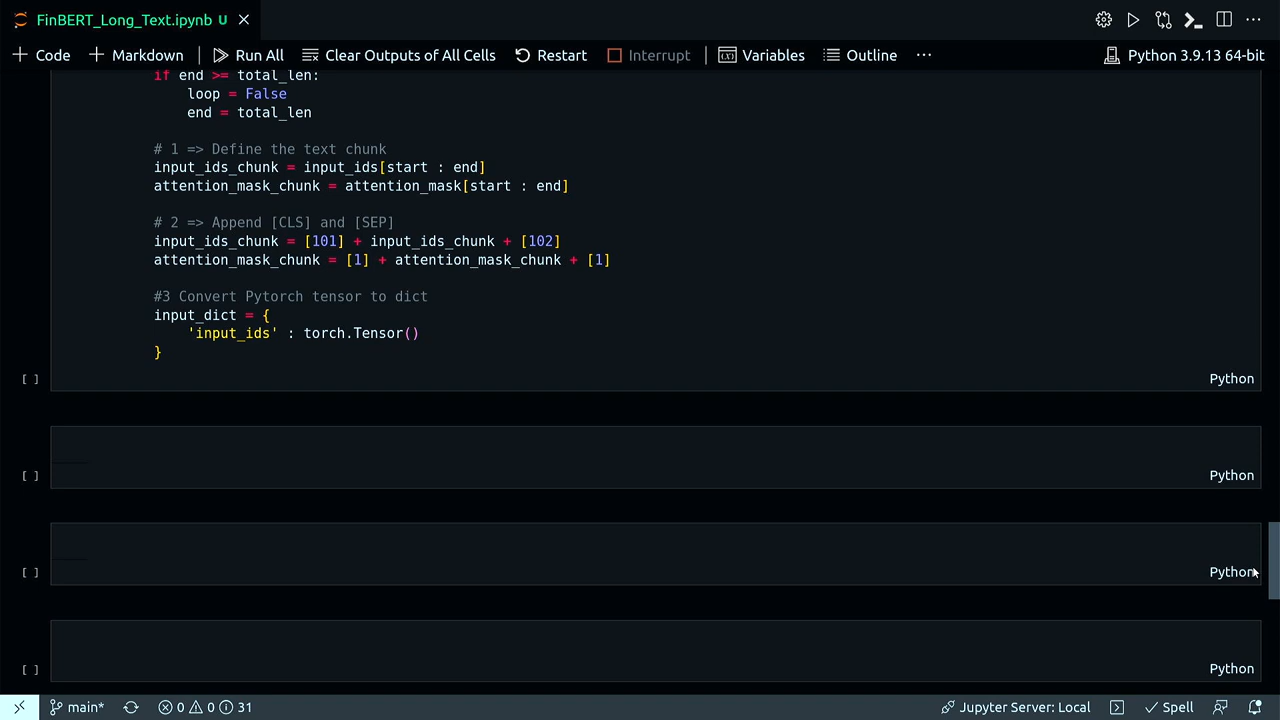 FinBERT_Long_Text.ipynb U
Code Markdown Run All Clear Outputs of All Cells Restart Interrupt Variables Outline ... Python 3.9.13 64-bit
if end >= total_len:
loop = False
end = total_len
# 1 => Define the text chunk
input_ids_chunk = input_ids[start : end]
attention_mask_chunk = attention_mask[start : end]
# 2 => Append [CLS] and [SEP]
input_ids_chunk = [101] + input_ids_chunk + [102]
attention_mask_chunk = [1] + attention_mask_chunk + [1]
#3 Convert Pytorch tensor to dict
input_dict = {
'input_ids' : torch.Tensor()
}
[ ] Python
[ ] Python
[ ] Python
[ ] Python
main* 0 0 31 Jupyter Server: Local Spell